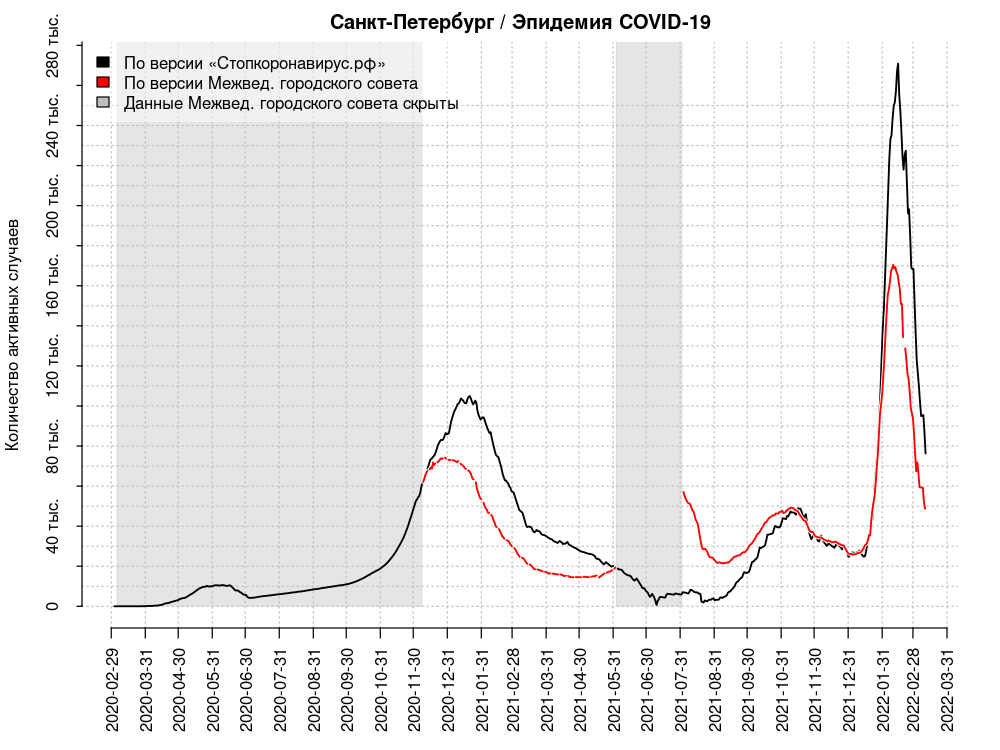 Санкт-Петербург / Эпидемия COVID-19
По версии «Стопкоронавирус.рф»
По версии Межвед. городского совета
Данные Межвед. городского совета скрыты
Количество активных случаев
280 тыс.
240 тыс.
200 тыс.
160 тыс.
120 тыс.
80 тыс.
40 тыс.
0
2020-02-29
2020-03-31
2020-04-30
2020-05-31
2020-06-30
2020-07-31
2020-08-31
2020-09-30
2020-10-31
2020-11-30
2020-12-31
2021-01-31
2021-02-28
2021-03-31
2021-04-30
2021-05-31
2021-06-30
2021-07-31
2021-08-31
2021-09-30
2021-10-31
2021-11-30
2021-12-31
2022-01-31
2022-02-28
2022-03-31